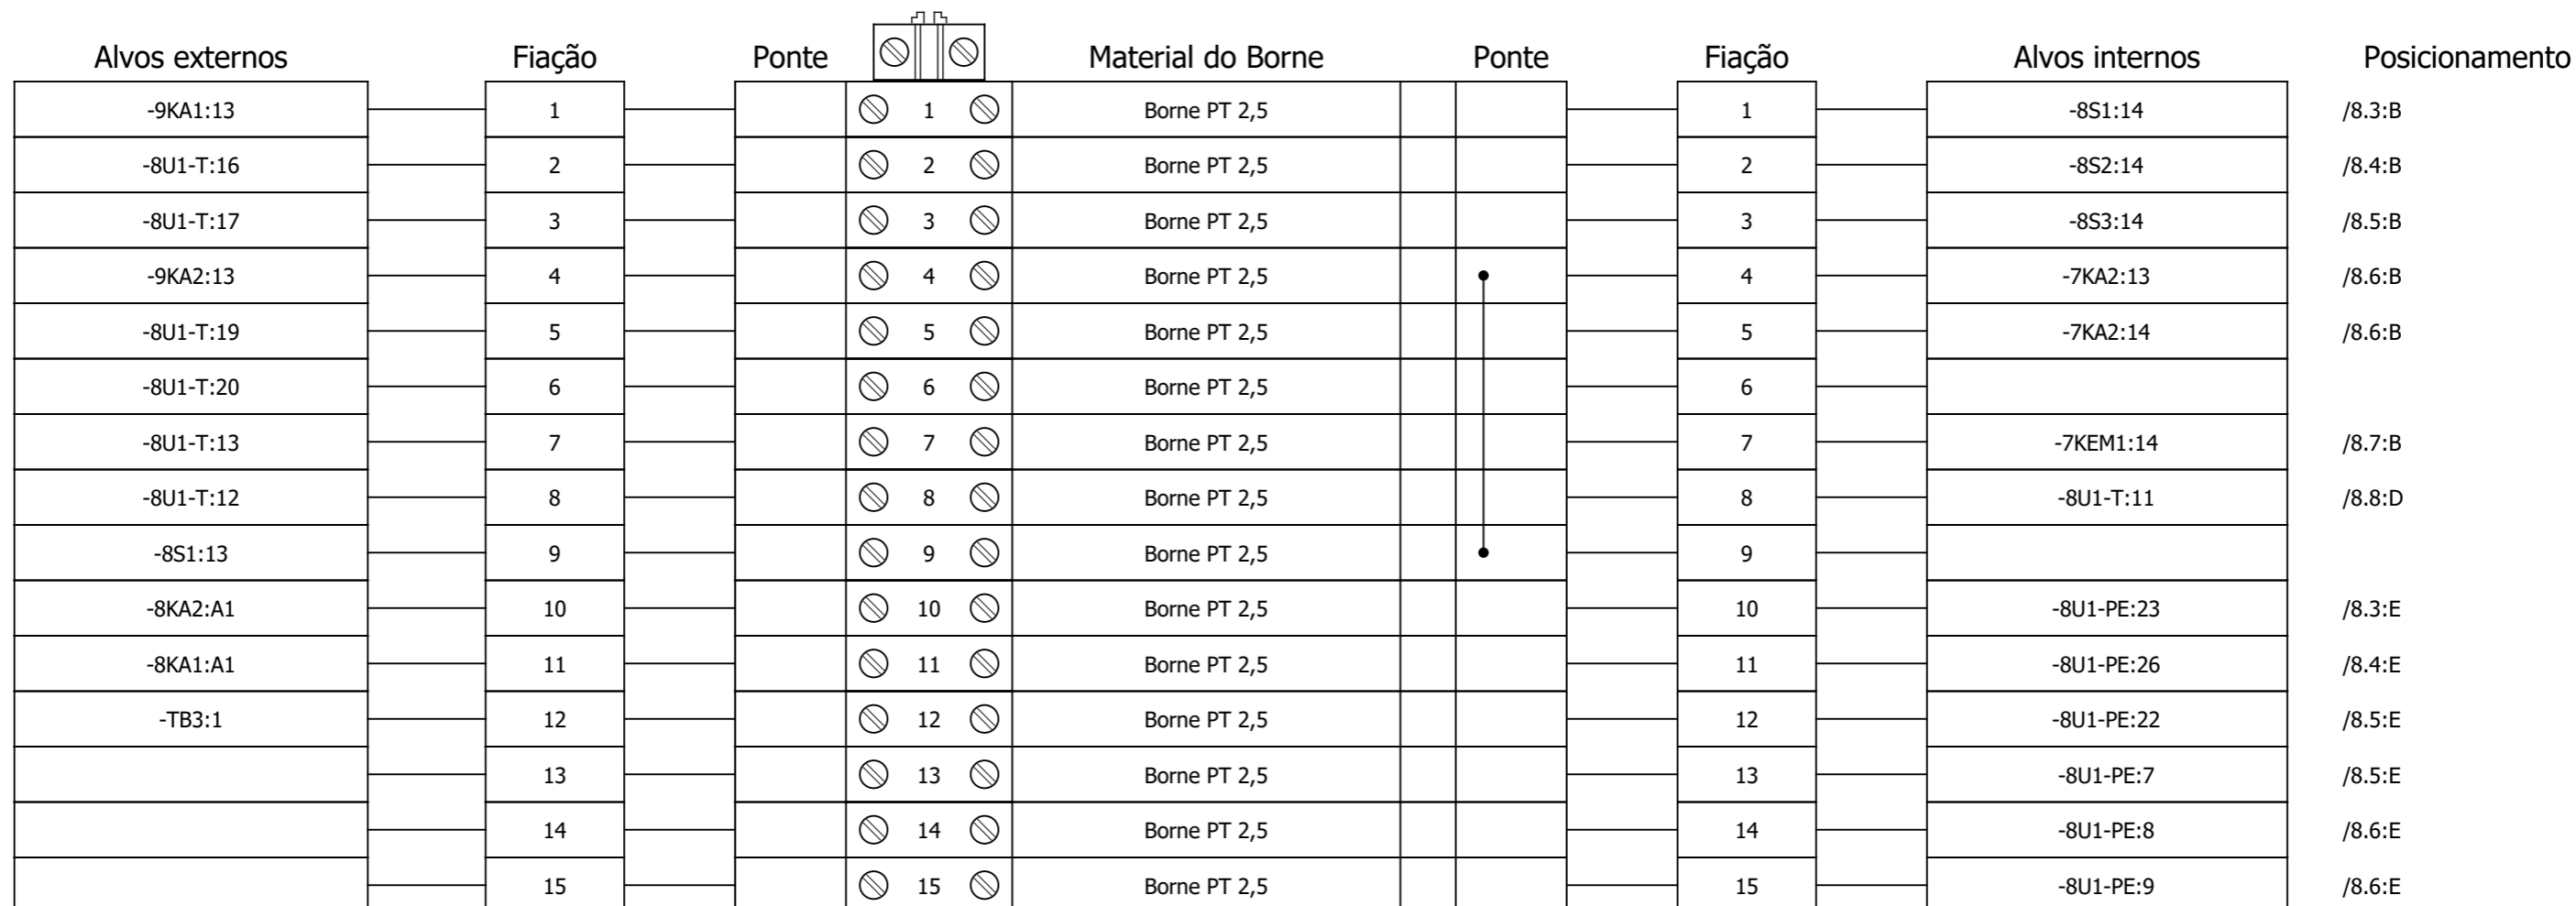 Alvos externos Fiação Ponte Material do Borne Ponte Fiação Alvos internos Posicionamento
-9KA1:13 1 1 Borne PT 2,5 1 -8S1:14 /8.3:B
-8U1-T:16 2 2 Borne PT 2,5 2 -8S2:14 /8.4:B
-8U1-T:17 3 3 Borne PT 2,5 3 -8S3:14 /8.5:B
-9KA2:13 4 4 Borne PT 2,5 4 -7KA2:13 /8.6:B
-8U1-T:19 5 5 Borne PT 2,5 5 -7KA2:14 /8.6:B
-8U1-T:20 6 6 Borne PT 2,5 6
-8U1-T:13 7 7 Borne PT 2,5 7 -7KEM1:14 /8.7:B
-8U1-T:12 8 8 Borne PT 2,5 8 -8U1-T:11 /8.8:D
-8S1:13 9 9 Borne PT 2,5 9
-8KA2:A1 10 10 Borne PT 2,5 10 -8U1-PE:23 /8.3:E
-8KA1:A1 11 11 Borne PT 2,5 11 -8U1-PE:26 /8.4:E
-TB3:1 12 12 Borne PT 2,5 12 -8U1-PE:22 /8.5:E
13 13 Borne PT 2,5 13 -8U1-PE:7 /8.5:E
14 14 Borne PT 2,5 14 -8U1-PE:8 /8.6:E
15 15 Borne PT 2,5 15 -8U1-PE:9 /8.6:E